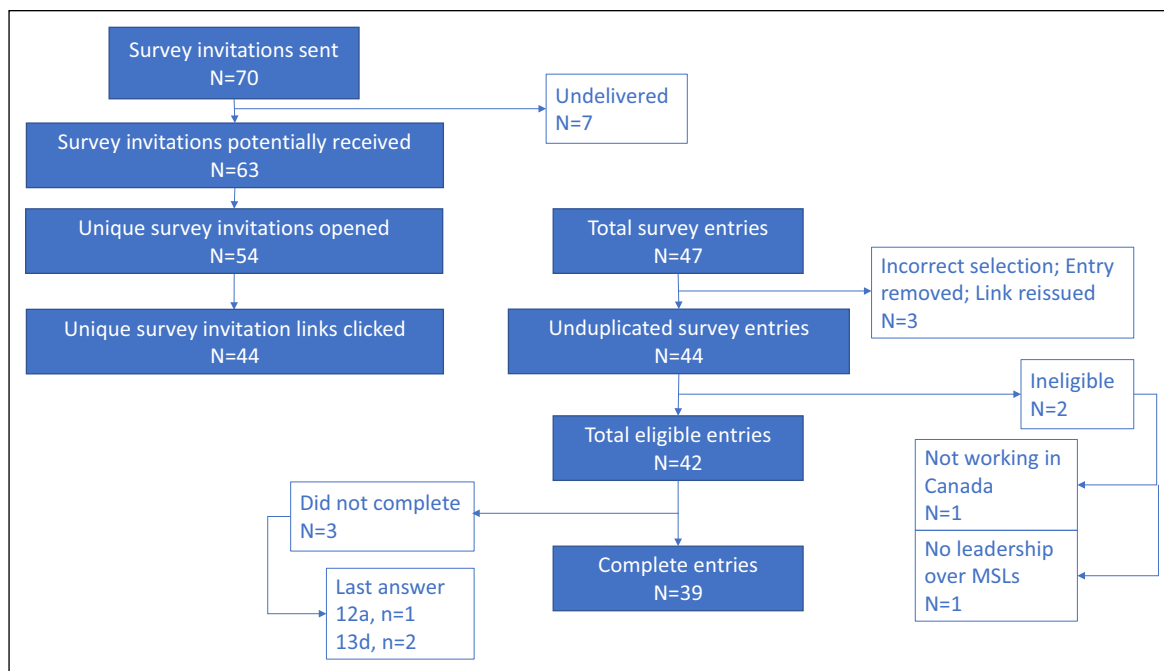 Survey invitations sent
N=70
Undelivered
N=7
Survey invitations potentially received
N=63
Unique survey invitations opened
N=54
Unique survey invitation links clicked
N=44
Total survey entries
N=47
Incorrect selection; Entry
removed; Link reissued
N=3
Unduplicated survey entries
N=44
Ineligible
N=2
Total eligible entries
N=42
Not working in
Canada
N=1
No leadership
over MSLs
N=1
Did not complete
N=3
Last answer
12a, n=1
13d, n=2
Complete entries
N=39